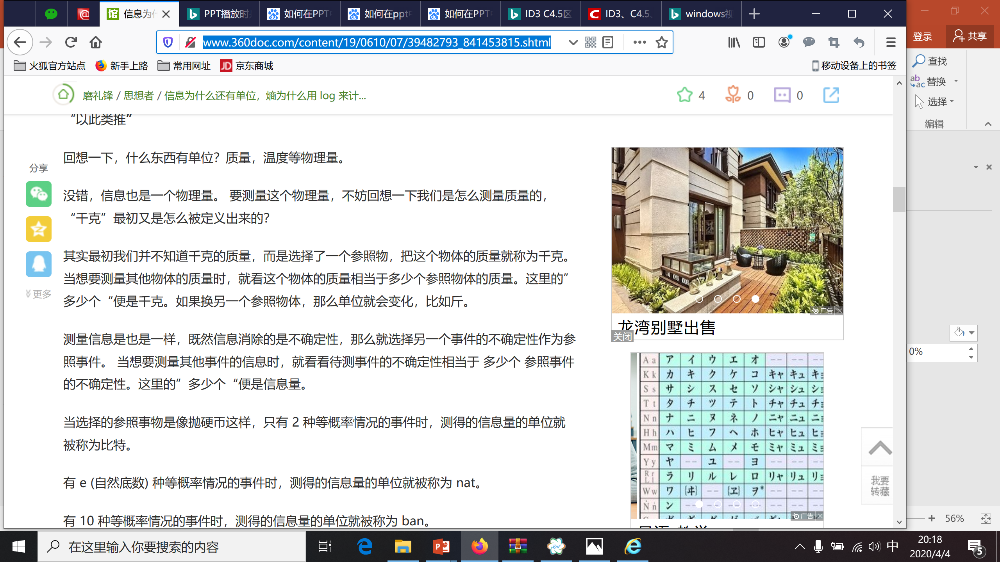 信息为什
PPT播放时
如何在PPT中
如何在ppt中
如何在PPT中
ID3 C4.5区
ID3、C4.5、
windows视
www.360doc.com/content/19/0610/07/39482793_841453815.shtml
登录
共享
火狐官方站点
新手上路
常用网址
JD
京东商城
移动设备上的书签
查找
替换
选择
编辑
磨礼锋 / 思想者 / 信息为什么还有单位，熵为什么用 log 来计...
4
0
0
“以此类推”
回想一下，什么东西有单位？质量，温度等物理量。
没错，信息也是一个物理量。 要测量这个物理量，不妨回想一下我们是怎么测量质量的，
“千克”最初又是怎么被定义出来的？
其实最初我们并不知道千克的质量，而是选择了一个参照物，把这个物体的质量就称为千克。
当想要测量其他物体的质量时，就看这个物体的质量相当于多少个参照物体的质量。这里的”
多少个“便是千克。如果换另一个参照物体，那么单位就会变化，比如斤。
测量信息是也是一样，既然信息消除的是不确定性，那么就选择另一个事件的不确定性作为参
照事件。 当想要测量其他事件的信息时，就看看待测事件的不确定性相当于 多少个 参照事件
的不确定性。这里的”多少个“便是信息量。
当选择的参照事物是像抛硬币这样，只有 2 种等概率情况的事件时，测得的信息量的单位就
被称为比特。
有 e (自然底数) 种等概率情况的事件时，测得的信息量的单位就被称为 nat。
有 10 种等概率情况的事件时，测得的信息量的单位就被称为 ban。
分享
更多
广告
龙湾别墅出售
关闭
A a ア イ ウ エ オ -- -- --
K k カ キ ク ケ コ キャ キュ キョ
S s サ シ ス セ ソ シャ シュ ショ
T t タ チ ツ テ ト チャ チュ チョ
N n ナ ニ ヌ ネ ノ ニャ ニュ ニョ
H h ハ ヒ フ ヘ ホ ヒャ ヒュ ヒョ
Mm マ ミ ム メ モ ミャ ミュ ミョ
Y y ヤ -- ユ -- ヨ -- -- --
R r L l ラ リ ル レ ロ リャ リュ リョ
W w ワ (ヰ) -- (ヱ) ヲ* -- -- --
Ṅ ṅ ン -- -- -- -- -- -- --
广告
我要
转藏
0%
56%
在这里输入你要搜索的内容
中
20:18
2020/4/4
5